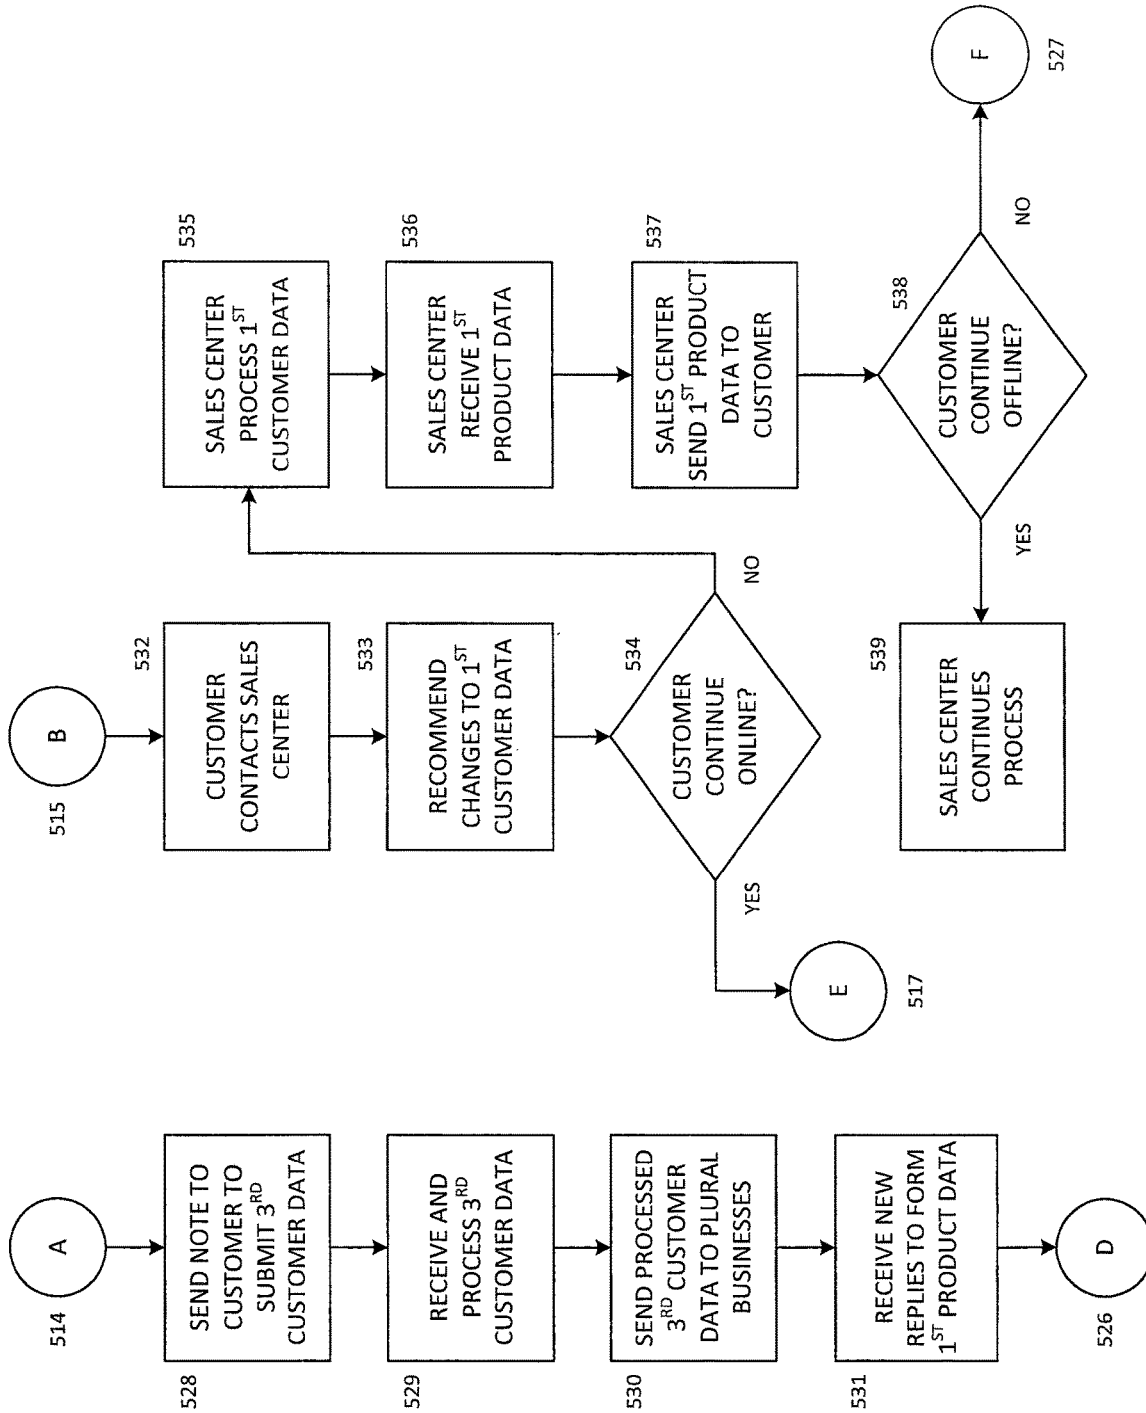 514
A
528
SEND NOTE TO
CUSTOMER TO
SUBMIT 3RD
CUSTOMER DATA
529
RECEIVE AND
PROCESS 3RD
CUSTOMER DATA
530
SEND PROCESSED
3RD CUSTOMER
DATA TO PLURAL
BUSINESSES
531
RECEIVE NEW
REPLIES TO FORM
1ST PRODUCT DATA
526
D
515
B
532
CUSTOMER
CONTACTS SALES
CENTER
533
RECOMMEND
CHANGES TO 1ST
CUSTOMER DATA
534
CUSTOMER
CONTINUE
ONLINE?
YES
NO
E
517
535
SALES CENTER
PROCESS 1ST
CUSTOMER DATA
536
SALES CENTER
RECEIVE 1ST
PRODUCT DATA
537
SALES CENTER
SEND 1ST PRODUCT
DATA TO
CUSTOMER
538
CUSTOMER
CONTINUE
OFFLINE?
YES
NO
539
SALES CENTER
CONTINUES
PROCESS
F
527